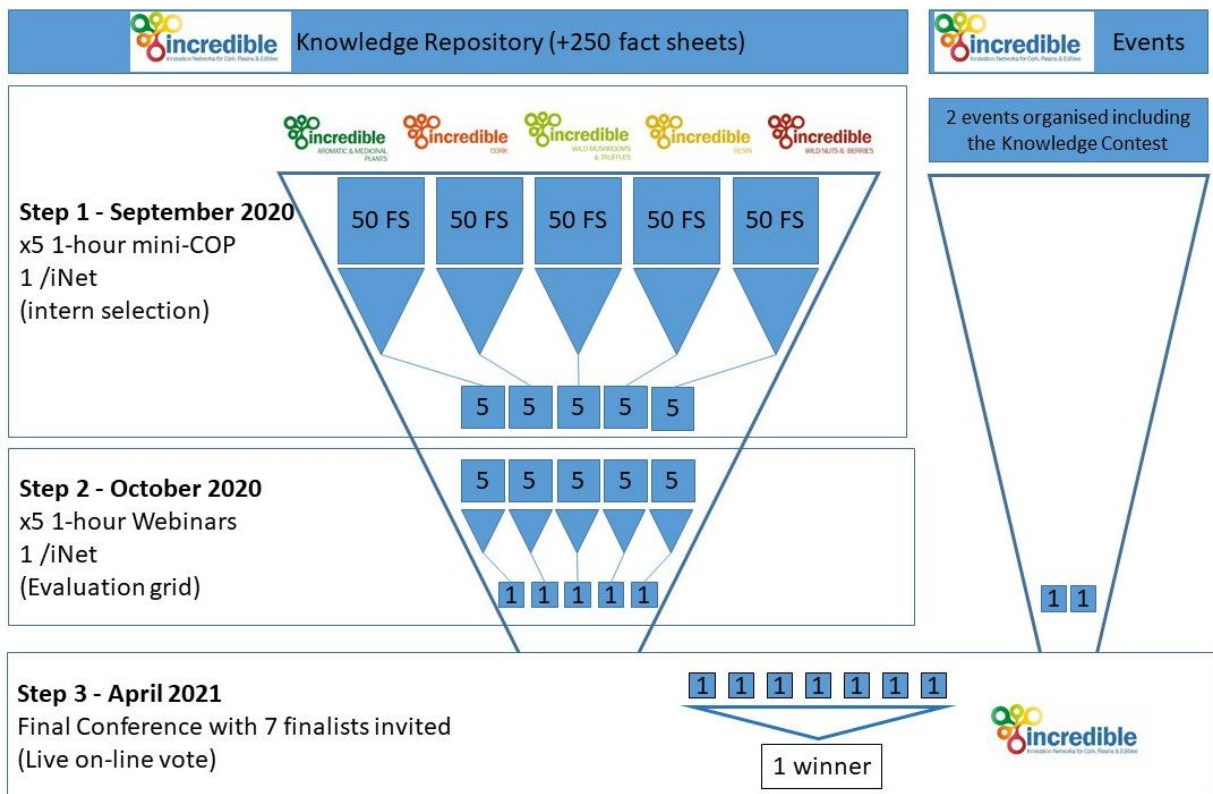 incredible
Innovation Networks for Cork, Resins & Edibles
Knowledge Repository (+250 fact sheets)
incredible
Innovation Networks for Cork, Resins & Edibles
Events
incredible
AROMATIC & MEDICINAL
PLANTS
incredible
CORK
incredible
WILD MUSHROOMS
& TRUFFLES
incredible
RESIN
incredible
WILD NUTS & BERRIES
2 events organised including
the Knowledge Contest
Step 1 - September 2020
x5 1-hour mini-COP
1 /iNet
(intern selection)
50 FS 50 FS 50 FS 50 FS 50 FS
5 5 5 5 5
Step 2 - October 2020
x5 1-hour Webinars
1 /iNet
(Evaluation grid)
5 5 5 5 5
1 1 1 1 1
1 1
Step 3 - April 2021
Final Conference with 7 finalists invited
(Live on-line vote)
1 1 1 1 1 1 1
1 winner
incredible
Innovation Networks for Cork, Resins & Edibles